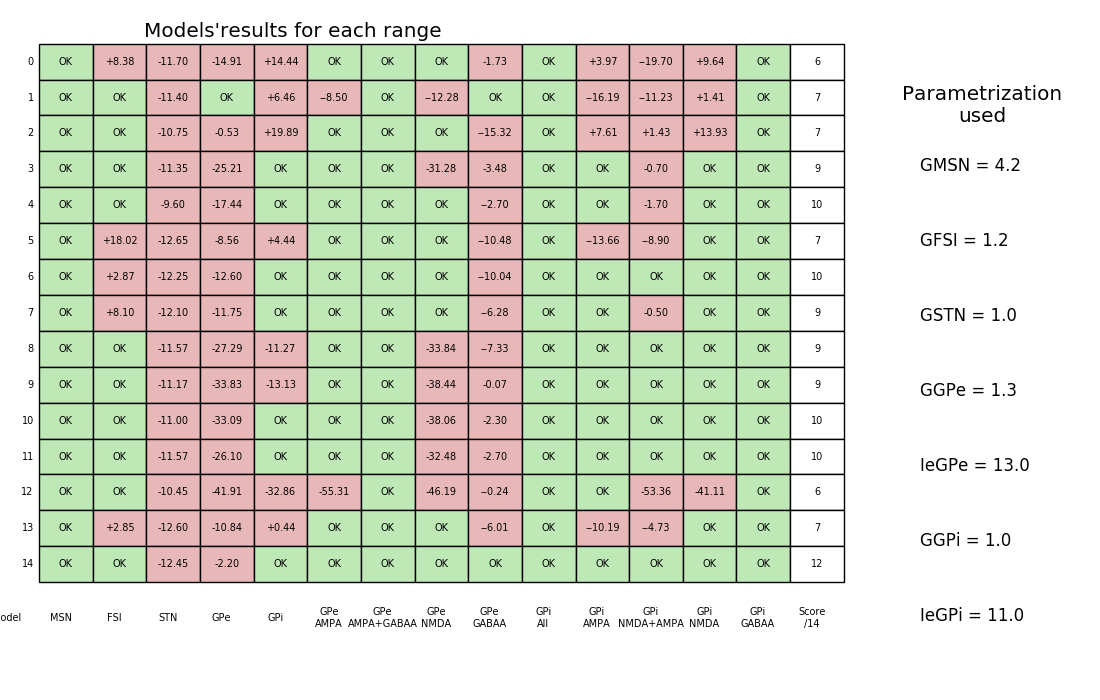 Models'results for each range
0 OK +8.38 -11.70 -14.91 +14.44 OK OK OK -1.73 OK +3.97 --19.70 +9.64 OK 6
1 OK OK -11.40 OK +6.46 --8.50 OK --12.28 OK OK --16.19 --11.23 +1.41 OK 7
2 OK OK -10.75 -0.53 +19.89 OK OK OK --15.32 OK +7.61 +1.43 +13.93 OK 7
3 OK OK -11.35 -25.21 OK OK OK -31.28 -3.48 OK OK -0.70 OK OK 9
4 OK OK -9.60 -17.44 OK OK OK OK --2.70 OK OK -1.70 OK OK 10
5 OK +18.02 -12.65 -8.56 +4.44 OK OK OK --10.48 OK --13.66 --8.90 OK OK 7
6 OK +2.87 -12.25 -12.60 OK OK OK OK --10.04 OK OK OK OK OK 10
7 OK +8.10 -12.10 -11.75 OK OK OK OK --6.28 OK OK -0.50 OK OK 9
8 OK OK -11.57 -27.29 -11.27 OK OK -33.84 --7.33 OK OK OK OK OK 9
9 OK OK -11.17 -33.83 -13.13 OK OK -38.44 -0.07 OK OK OK OK OK 9
10 OK OK -11.00 -33.09 OK OK OK -38.06 -2.30 OK OK OK OK OK 10
11 OK OK -11.57 -26.10 OK OK OK -32.48 -2.70 OK OK OK OK OK 10
12 OK OK -10.45 -41.91 -32.86 -55.31 OK -46.19 --0.24 OK OK -53.36 -41.11 OK 6
13 OK +2.85 -12.60 -10.84 +0.44 OK OK OK --6.01 OK --10.19 --4.73 OK OK 7
14 OK OK -12.45 -2.20 OK OK OK OK OK OK OK OK OK OK 12
odel MSN FSI STN GPe GPi GPe AMPA GPe AMPA+GABAA GPe NMDA GPe GABAA GPi All GPi AMPA GPi NMDA+AMPA GPi NMDA GPi GABAA Score /14
Parametrization
used
GMSN = 4.2
GFSI = 1.2
GSTN = 1.0
GGPe = 1.3
IeGPe = 13.0
GGPi = 1.0
IeGPi = 11.0